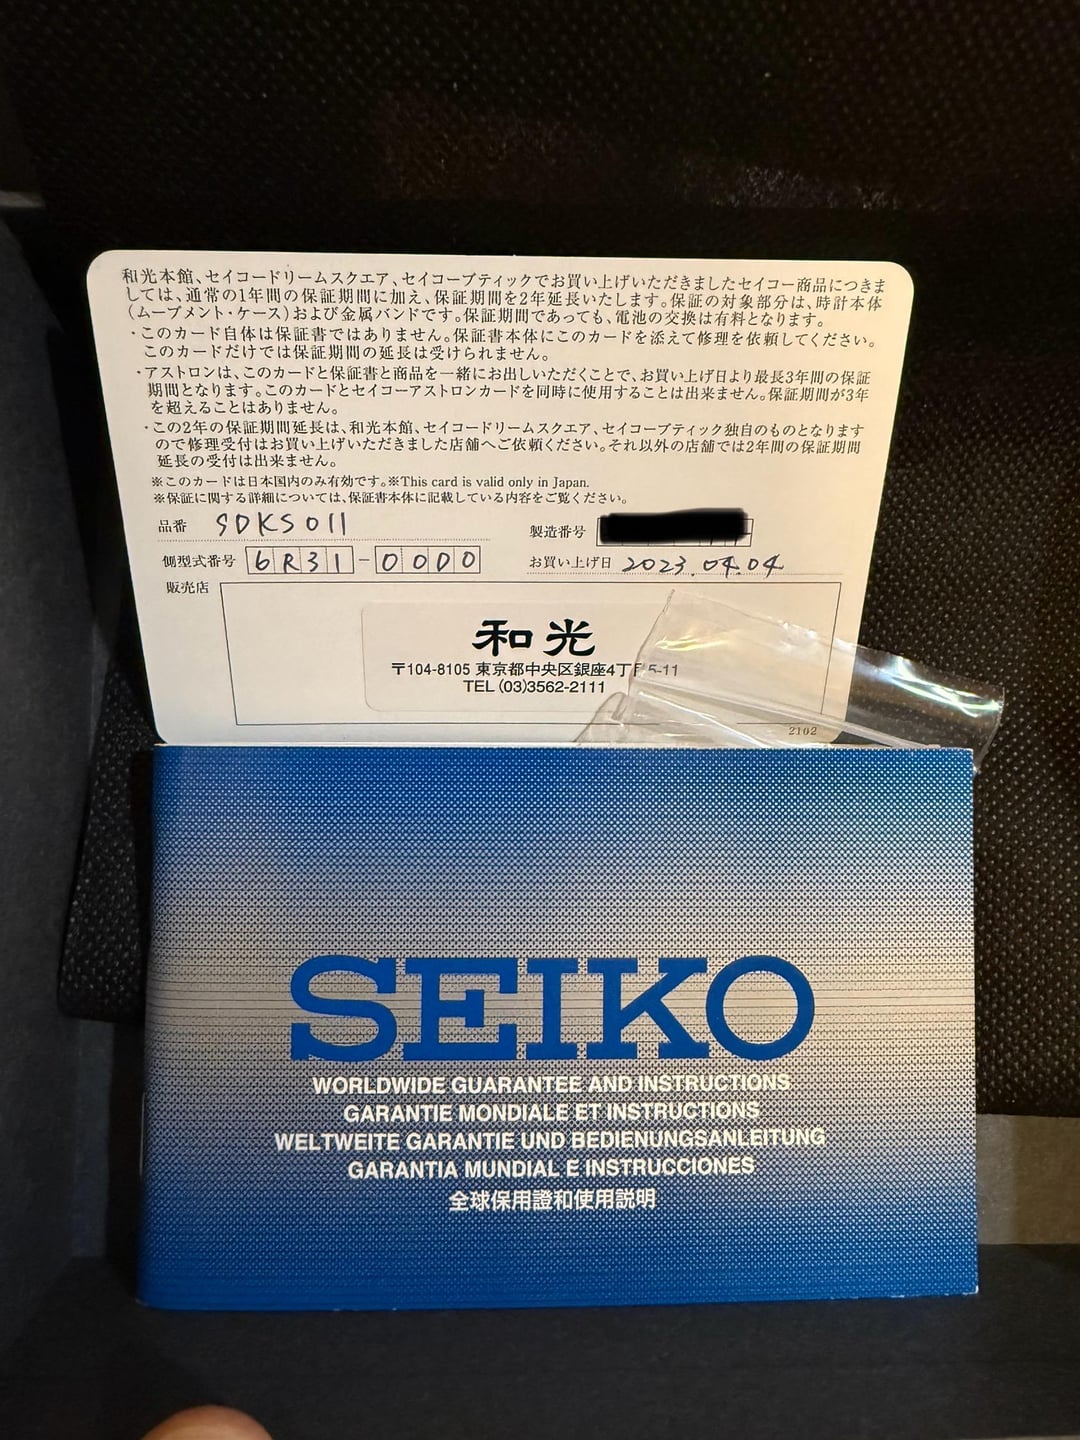 和光本館、セイコードリームスクエア、セイコーブティックでお買い上げいただきましたセイコー商品につきま
しては、通常の1年間の保証期間に加え、保証期間を2年延長いたします。保証の対象部分は、時計本体
（ムーブメント・ケース）および金属バンドです。保証期間であっても、電池の交換は有料となります。
・このカード自体は保証書ではありません。保証書本体にこのカードを添えて修理を依頼してください。
このカードだけでは保証期間の延長は受けられません。
・アストロンは、このカードと保証書と商品を一緒にお出しいただくことで、お買い上げ日より最長3年間の保証
期間となります。このカードとセイコーアストロンカードを同時に使用することは出来ません。保証期間が3年
を超えることはありません。
・この2年の保証期間延長は、和光本館、セイコードリームスクエア、セイコーブティック独自のものとなります
ので修理受付はお買い上げいただきました店舗へご依頼ください。それ以外の店舗では2年間の保証期間
延長の受付は出来ません。
※このカードは日本国内のみ有効です。※This card is valid only in Japan.
※保証に関する詳細については、保証書本体に記載している内容をご覧ください。
品番 SDKS011 製造番号
側型式番号 6R31-00D0 お買い上げ日 2023.04.04
販売店
和光
〒104-8105 東京都中央区銀座4丁目5-11
TEL (03)3562-2111
2102
SEIKO
WORLDWIDE GUARANTEE AND INSTRUCTIONS
GARANTIE MONDIALE ET INSTRUCTIONS
WELTWEITE GARANTIE UND BEDIENUNGSANLEITUNG
GARANTIA MUNDIAL E INSTRUCCIONES
全球保用證和使用説明